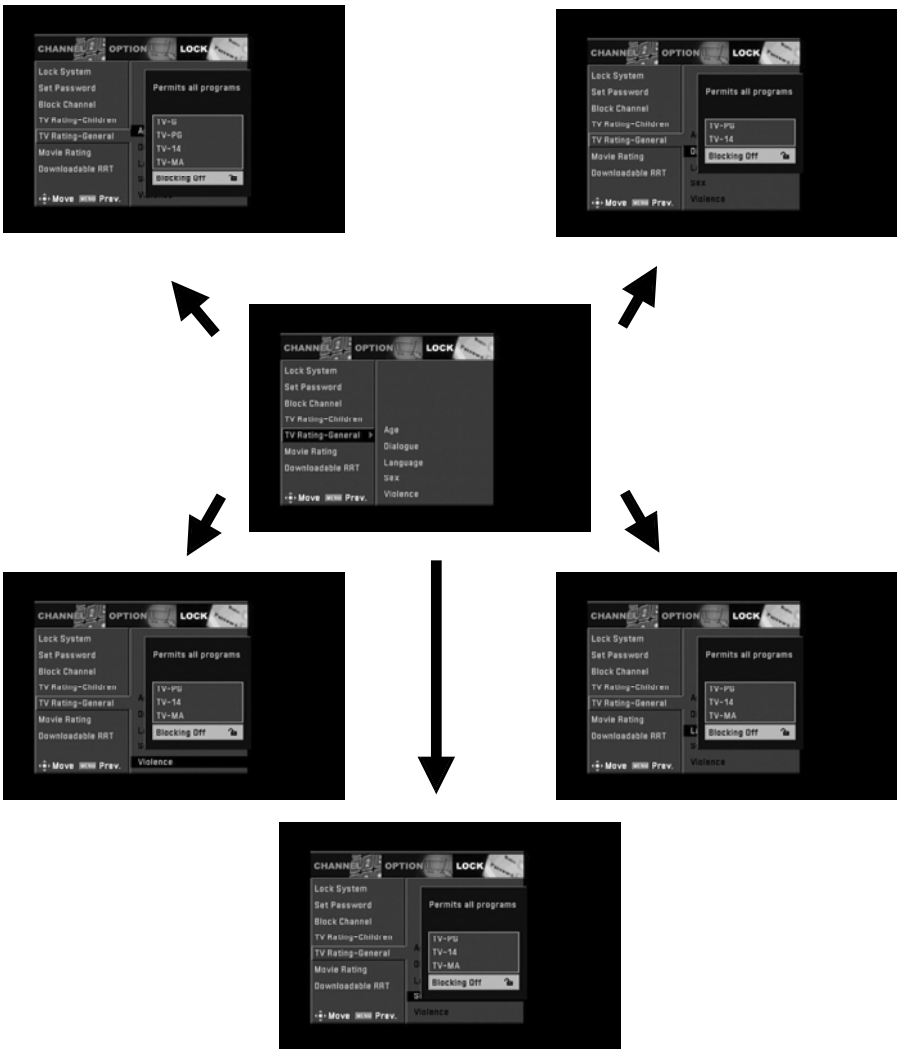 CHANNEL OPTION LOCK
Lock System
Set Password
Block Channel
TV Rating-Children
TV Rating-General
Movie Rating
Downloadable RRT
Move MENU Prev.
Permits all programs
TV-G
TV-PG
TV-14
TV-MA
Blocking Off
Violence
CHANNEL OPTION LOCK
Lock System
Set Password
Block Channel
TV Rating-Children
TV Rating-General
Movie Rating
Downloadable RRT
Move MENU Prev.
Permits all programs
TV-PG
TV-14
Blocking Off
Sex
Violence
CHANNEL OPTION LOCK
Lock System
Set Password
Block Channel
TV Rating-Children
TV Rating-General
Movie Rating
Downloadable RRT
Move MENU Prev.
Age
Dialogue
Language
Sex
Violence
CHANNEL OPTION LOCK
Lock System
Set Password
Block Channel
TV Rating-Children
TV Rating-General
Movie Rating
Downloadable RRT
Move MENU Prev.
Permits all programs
TV-PG
TV-14
TV-MA
Blocking Off
Violence
CHANNEL OPTION LOCK
Lock System
Set Password
Block Channel
TV Rating-Children
TV Rating-General
Movie Rating
Downloadable RRT
Move MENU Prev.
Permits all programs
TV-PG
TV-14
TV-MA
Blocking Off
Violence
CHANNEL OPTION LOCK
Lock System
Set Password
Block Channel
TV Rating-Children
TV Rating-General
Movie Rating
Downloadable RRT
Move MENU Prev.
Permits all programs
TV-PG
TV-14
TV-MA
Blocking Off
Violence